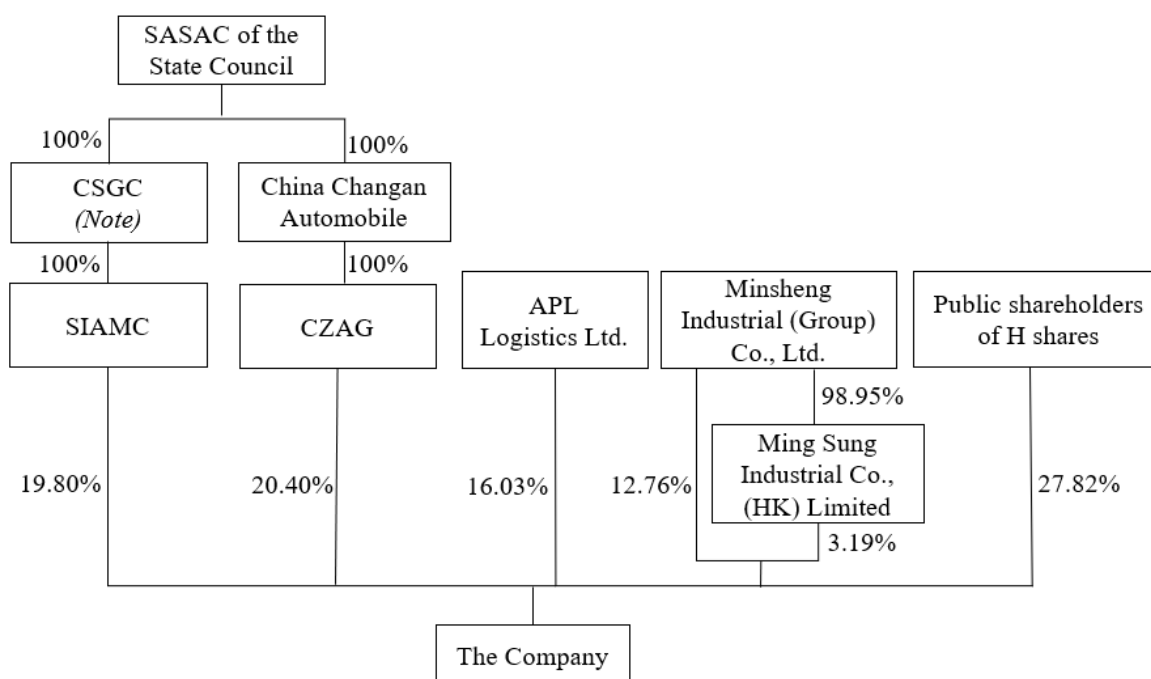 SASAC of the
State Council
100%
100%
CSGC
(Note)
China Changan
Automobile
100%
100%
SIAMC
CZAG
APL
Logistics Ltd.
Minsheng
Industrial (Group)
Co., Ltd.
Public shareholders
of H shares
98.95%
Ming Sung
Industrial Co.,
(HK) Limited
19.80%
20.40%
16.03%
12.76%
27.82%
3.19%
The Company